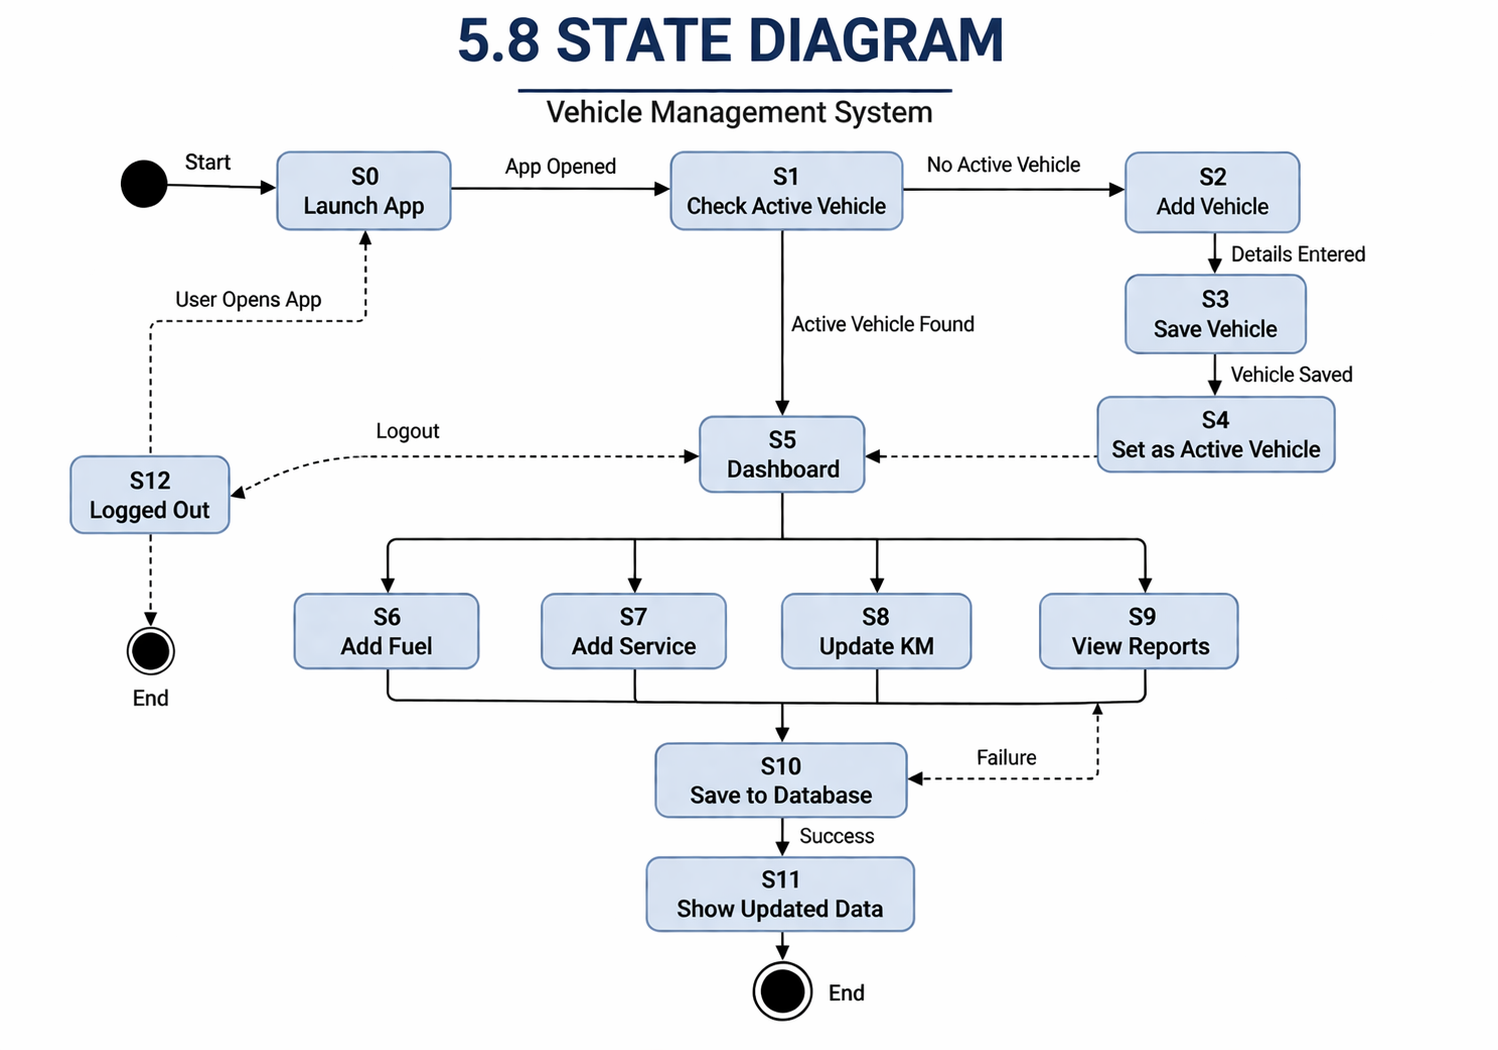 5.8 STATE DIAGRAM
Vehicle Management System
Start
S0
Launch App
App Opened
S1
Check Active Vehicle
No Active Vehicle
S2
Add Vehicle
Details Entered
S3
Save Vehicle
Vehicle Saved
S4
Set as Active Vehicle
User Opens App
Active Vehicle Found
Logout
S5
Dashboard
S12
Logged Out
End
S6
Add Fuel
S7
Add Service
S8
Update KM
S9
View Reports
S10
Save to Database
Failure
Success
S11
Show Updated Data
End